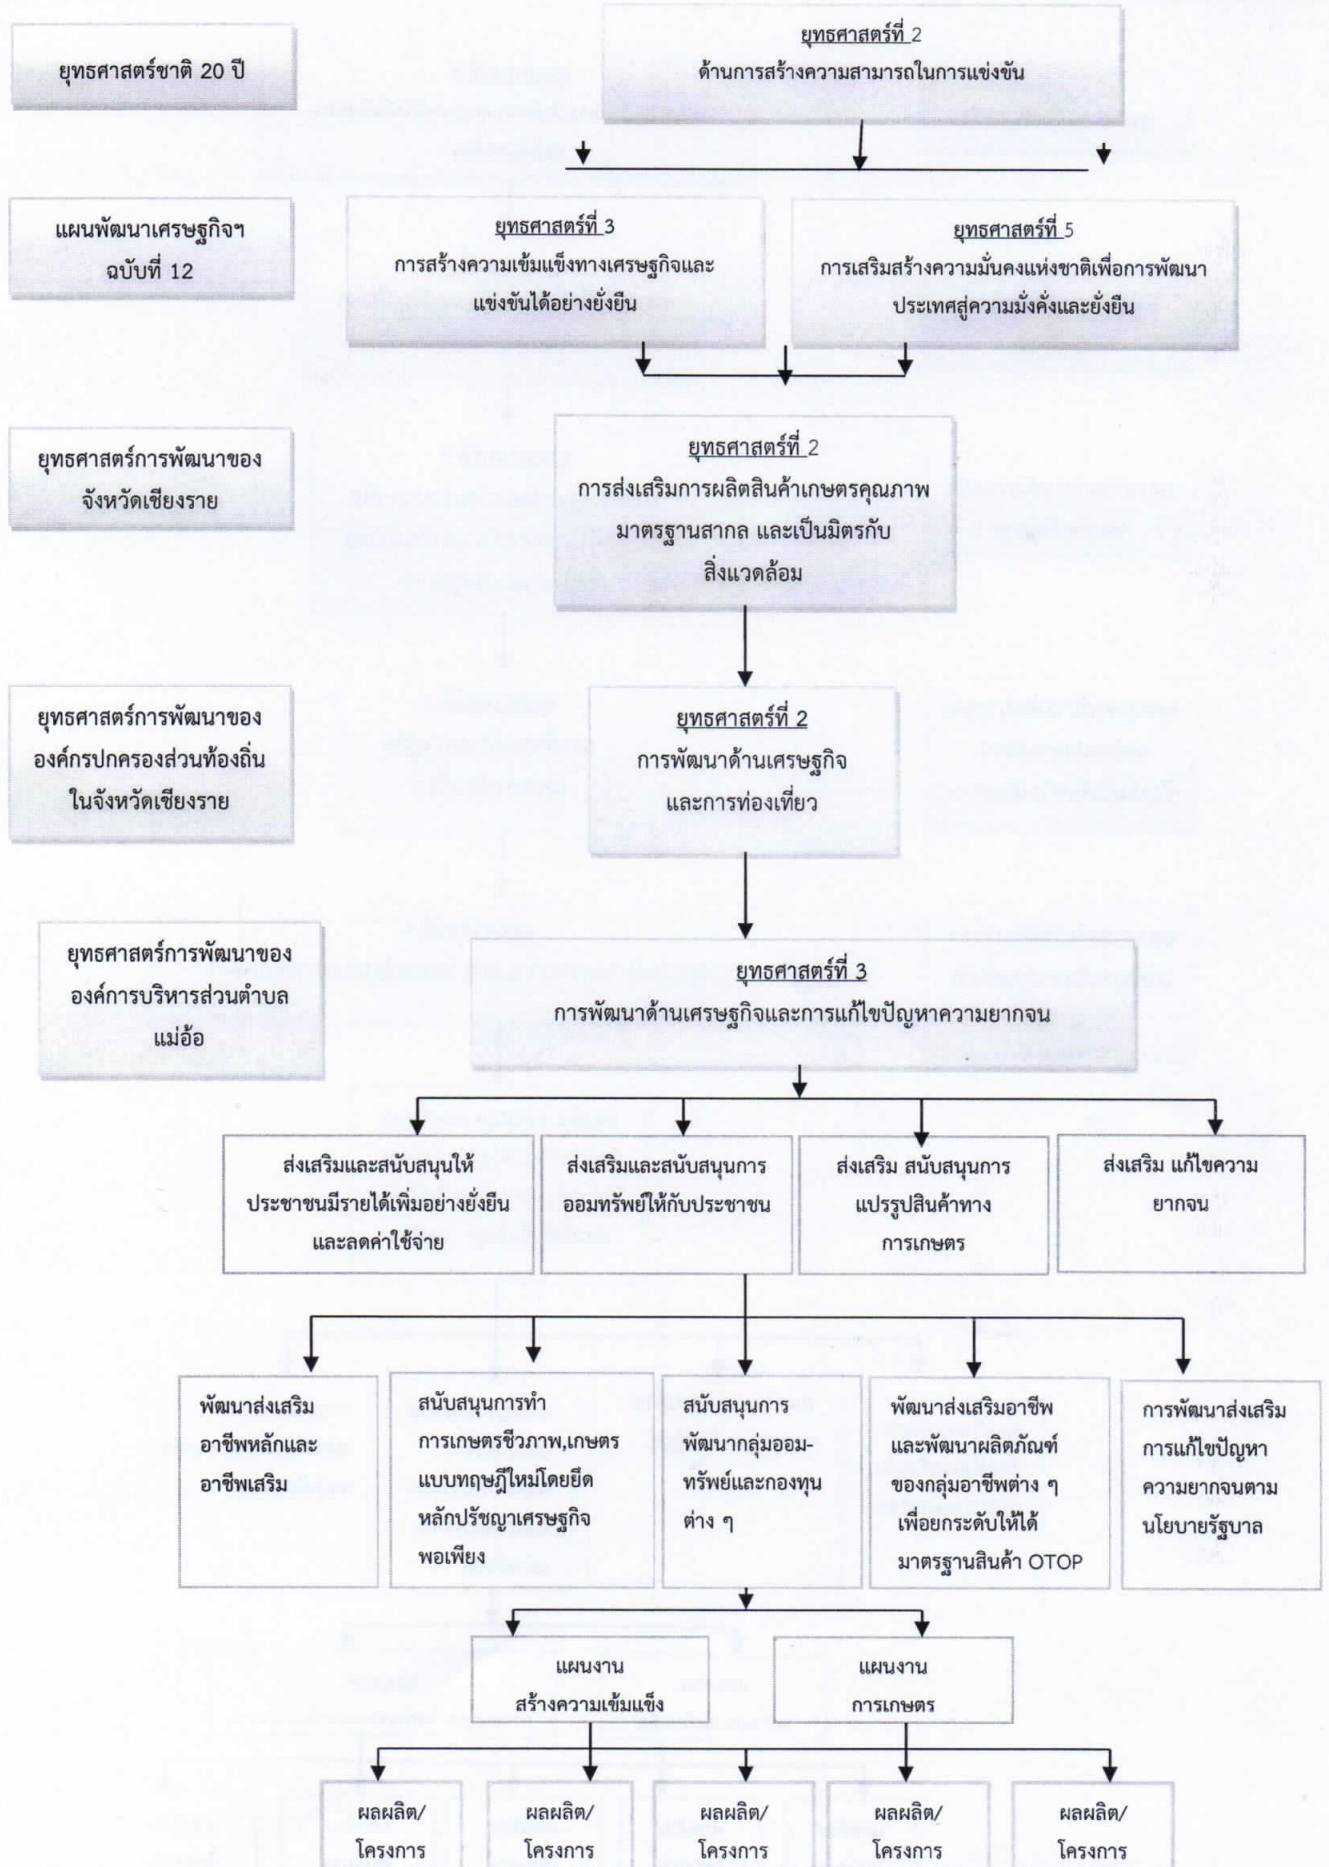 ยุทธศาสตร์ชาติ 20 ปี
ยุทธศาสตร์ที่ 2
ด้านการสร้างความสามารถในการแข่งขัน
แผนพัฒนาเศรษฐกิจฯ
ฉบับที่ 12
ยุทธศาสตร์ที่ 3
การสร้างความเข้มแข็งทางเศรษฐกิจและ
แข่งขันได้อย่างยั่งยืน
ยุทธศาสตร์ที่ 5
การเสริมสร้างความมั่นคงแห่งชาติเพื่อการพัฒนา
ประเทศสู่ความมั่งคั่งและยั่งยืน
ยุทธศาสตร์การพัฒนาของ
จังหวัดเชียงราย
ยุทธศาสตร์ที่ 2
การส่งเสริมการผลิตสินค้าเกษตรคุณภาพ
มาตรฐานสากล และเป็นมิตรกับ
สิ่งแวดล้อม
ยุทธศาสตร์การพัฒนาของ
องค์กรปกครองส่วนท้องถิ่น
ในจังหวัดเชียงราย
ยุทธศาสตร์ที่ 2
การพัฒนาด้านเศรษฐกิจ
และการท่องเที่ยว
ยุทธศาสตร์การพัฒนาของ
องค์การบริหารส่วนตำบล
แม่อ้อ
ยุทธศาสตร์ที่ 3
การพัฒนาด้านเศรษฐกิจและการแก้ไขปัญหาความยากจน
ส่งเสริมและสนับสนุนให้
ประชาชนมีรายได้เพิ่มอย่างยั่งยืน
และลดค่าใช้จ่าย
ส่งเสริมและสนับสนุนการ
ออมทรัพย์ให้กับประชาชน
ส่งเสริม สนับสนุนการ
แปรรูปสินค้าทาง
การเกษตร
ส่งเสริม แก้ไขความ
ยากจน
พัฒนาส่งเสริม
อาชีพหลักและ
อาชีพเสริม
สนับสนุนการทำ
การเกษตรชีวภาพ,เกษตร
แบบทฤษฎีใหม่โดยยึด
หลักปรัชญาเศรษฐกิจ
พอเพียง
สนับสนุนการ
พัฒนากลุ่มออม-
ทรัพย์และกองทุน
ต่าง ๆ
พัฒนาส่งเสริมอาชีพ
และพัฒนาผลิตภัณฑ์
ของกลุ่มอาชีพต่าง ๆ
เพื่อยกระดับให้ได้
มาตรฐานสินค้า OTOP
การพัฒนาส่งเสริม
การแก้ไขปัญหา
ความยากจนตาม
นโยบายรัฐบาล
แผนงาน
สร้างความเข้มแข็ง
แผนงาน
การเกษตร
ผลผลิต/
โครงการ
ผลผลิต/
โครงการ
ผลผลิต/
โครงการ
ผลผลิต/
โครงการ
ผลผลิต/
โครงการ